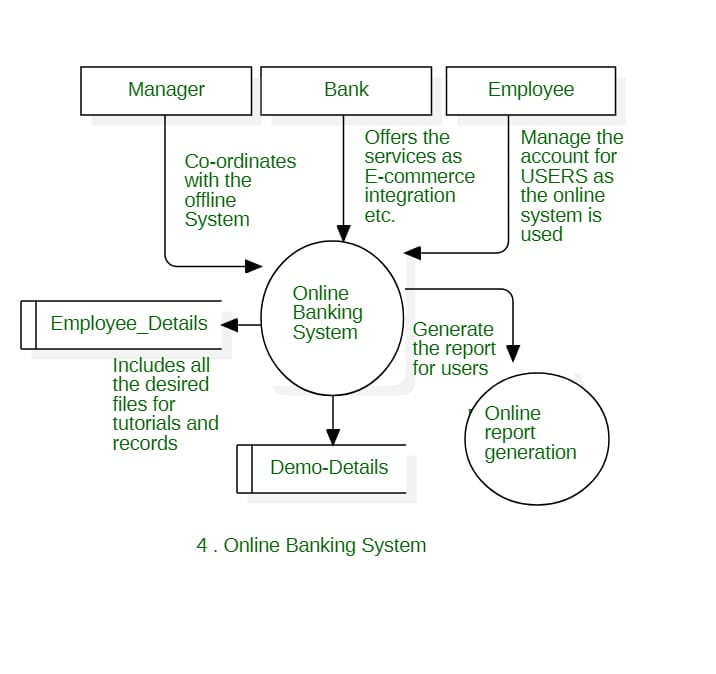 Manager
Bank
Employee
Co-ordinates
with the
offline
System
Offers the
services as
E-commerce
integration
etc.
Manage the
account for
USERS as
the online
system is
used
Online
Banking
System
Employee_Details
Includes all
the desired
files for
tutorials and
records
Generate
the report
for users
Online
report
generation
Demo-Details
4 . Online Banking System